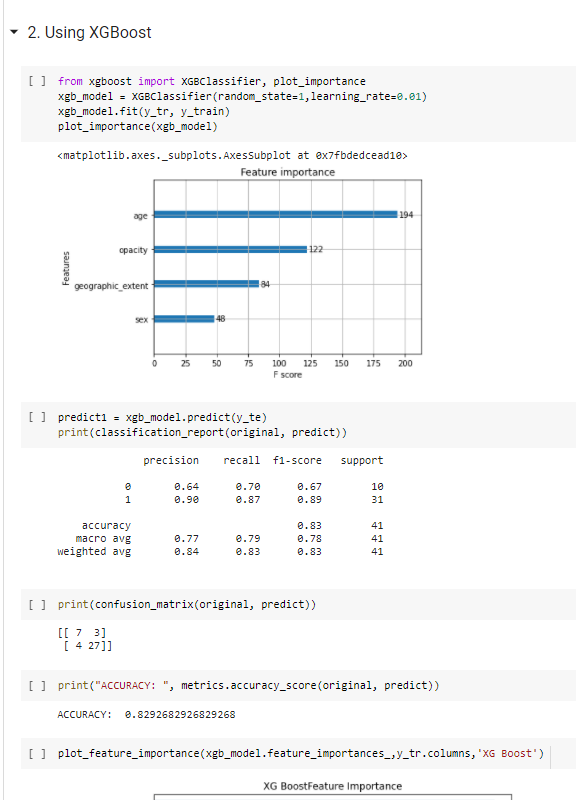 2. Using XGBoost
[ ] from xgboost import XGBClassifier, plot_importance
xgb_model = XGBClassifier(random_state=1,learning_rate=0.01)
xgb_model.fit(y_tr, y_train)
plot_importance(xgb_model)
<matplotlib.axes._subplots.AxesSubplot at 0x7fbdedcead10>
Feature importance
age 194
opacity 122
Features
geographic_extent 84
sex 48
0 25 50 75 100 125 150 175 200
F score
[ ] predict1 = xgb_model.predict(y_te)
print(classification_report(original, predict))
precision recall f1-score support
0 0.64 0.70 0.67 10
1 0.90 0.87 0.89 31
accuracy 0.83 41
macro avg 0.77 0.79 0.78 41
weighted avg 0.84 0.83 0.83 41
[ ] print(confusion_matrix(original, predict))
[[ 7 3]
[ 4 27]]
[ ] print("ACCURACY: ", metrics.accuracy_score(original, predict))
ACCURACY: 0.8292682926829268
[ ] plot_feature_importance(xgb_model.feature_importances_,y_tr.columns,'XG Boost')
XG BoostFeature Importance